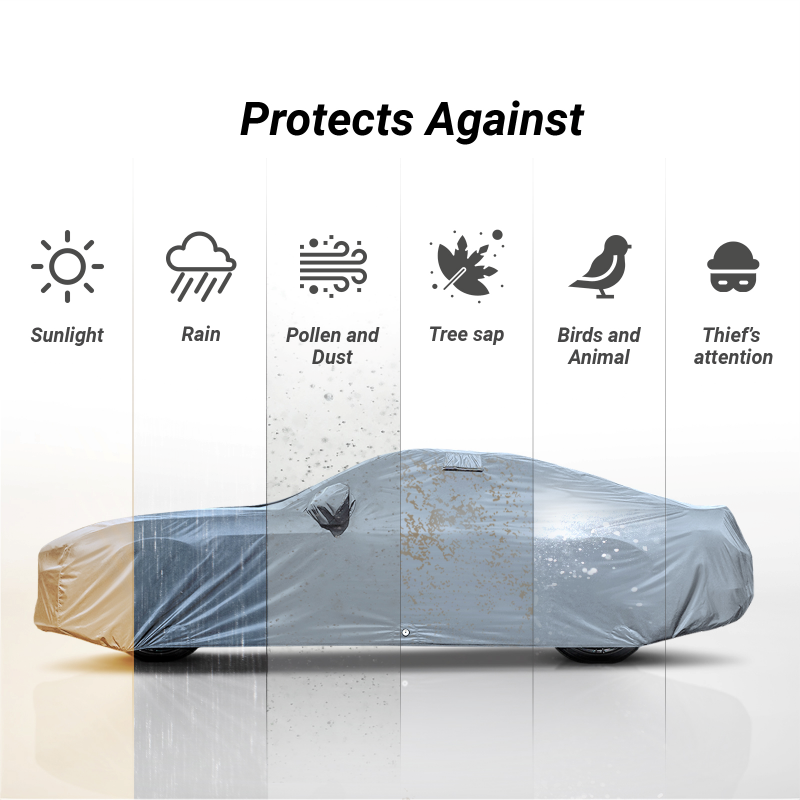 Protects Against
Sunlight
Rain
Pollen and
Dust
Tree sap
Birds and
Animal
Thief's
attention